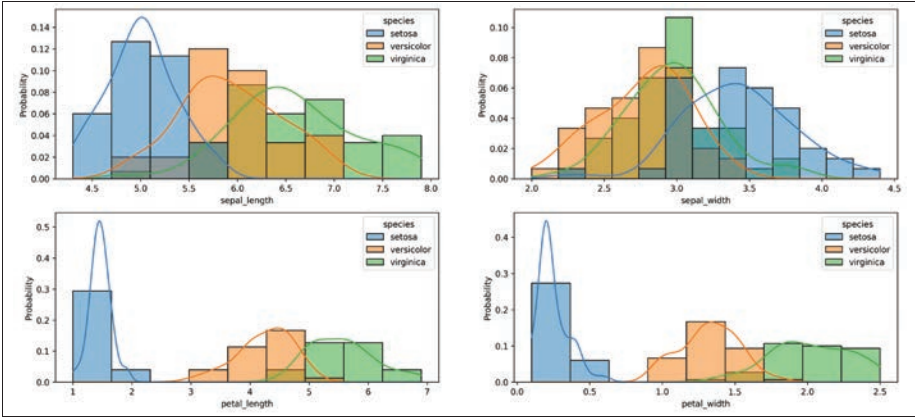 species
setosa
versicolor
virginica
0.14
0.12
0.10
0.08
0.06
0.04
0.02
0.00
Probability
4.5 5.0 5.5 6.0 6.5 7.0 7.5 8.0
sepal_length
species
setosa
versicolor
virginica
0.10
0.08
0.06
0.04
0.02
0.00
Probability
2.0 2.5 3.0 3.5 4.0 4.5
sepal_width
species
setosa
versicolor
virginica
0.5
0.4
0.3
0.2
0.1
0.0
Probability
1 2 3 4 5 6 7
petal_length
species
setosa
versicolor
virginica
0.4
0.3
0.2
0.1
0.0
Probability
0.0 0.5 1.0 1.5 2.0 2.5
petal_width